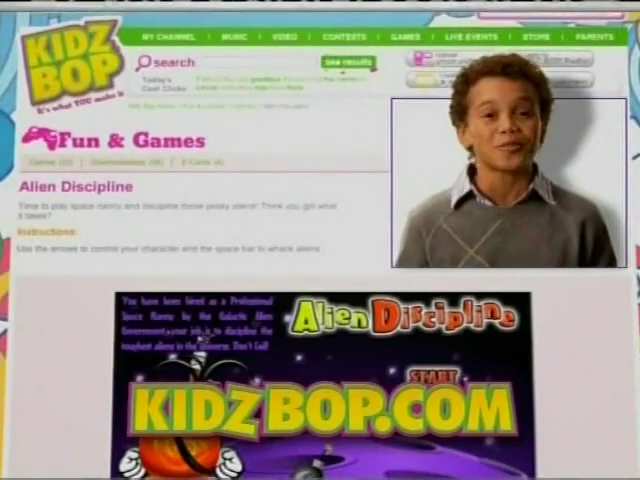 KIDZ
BOP
It's what YOU make it
MY CHANNEL | MUSIC | VIDEO | CONTESTS | GAMES | LIVE EVENTS | STORE | PARENTS
search
see results
Today's
Cool Clicks
Fun & Games
Alien Discipline
Time to play space nanny and discipline those pesky aliens! Think you got what
it takes?
Instructions:
Use the arrows to control your character and the space bar to whack aliens
You have been hired as a Professional
Space Nanny by the Galactic Alien
Government, your job is to discipline the
toughest aliens in the universe. Don't Fail!
Alien Discipline
START
KIDZBOP.COM